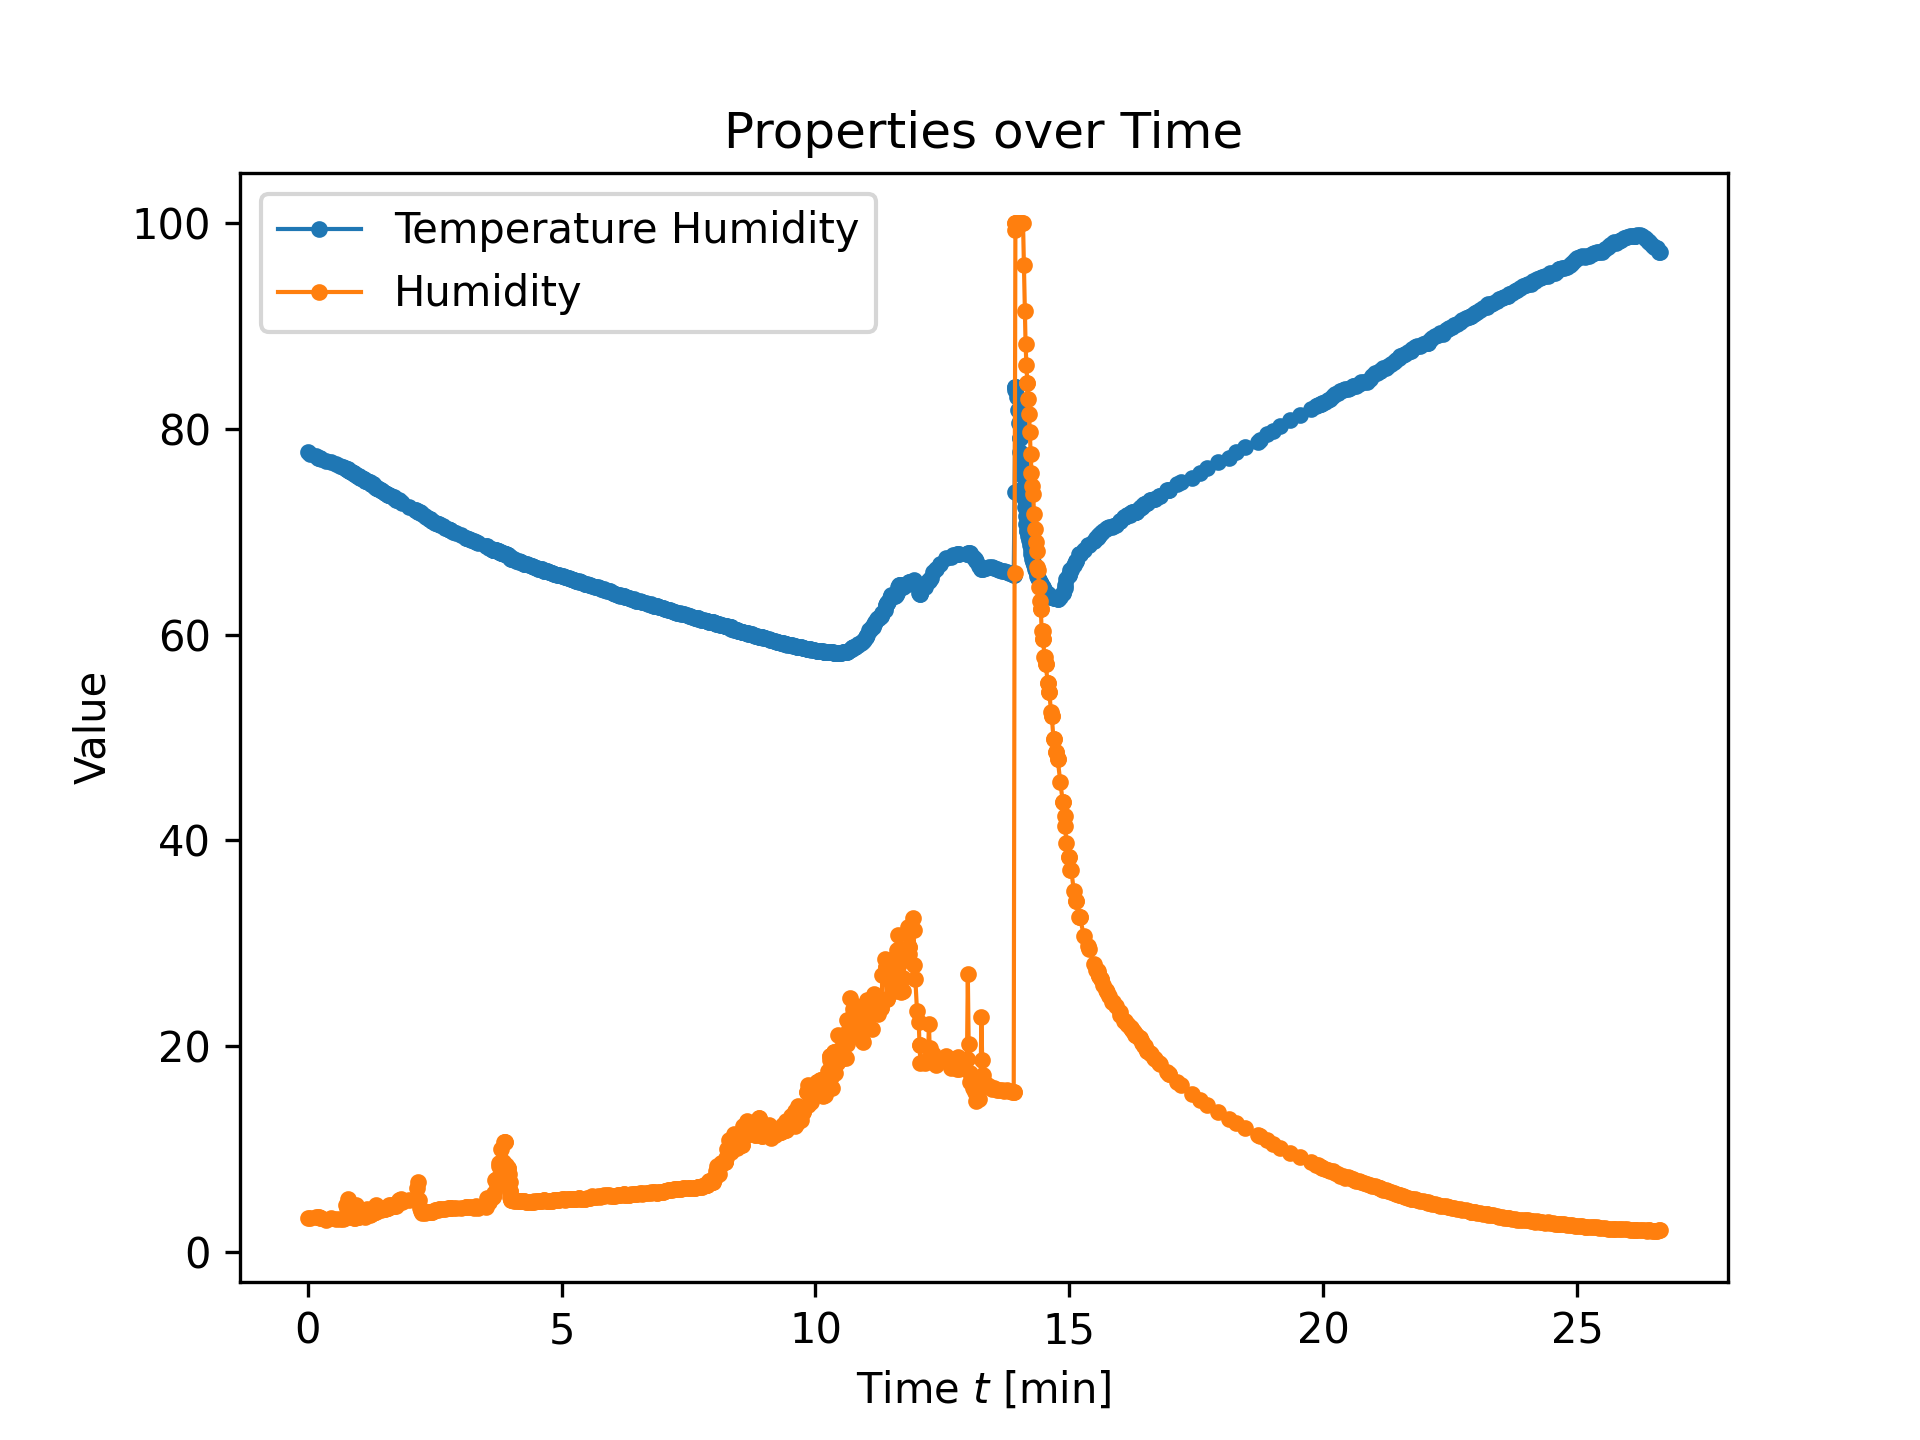 Properties over Time
Temperature Humidity
Humidity
100
80
60
40
20
0
Value
0 5 10 15 20 25
Time t [min]